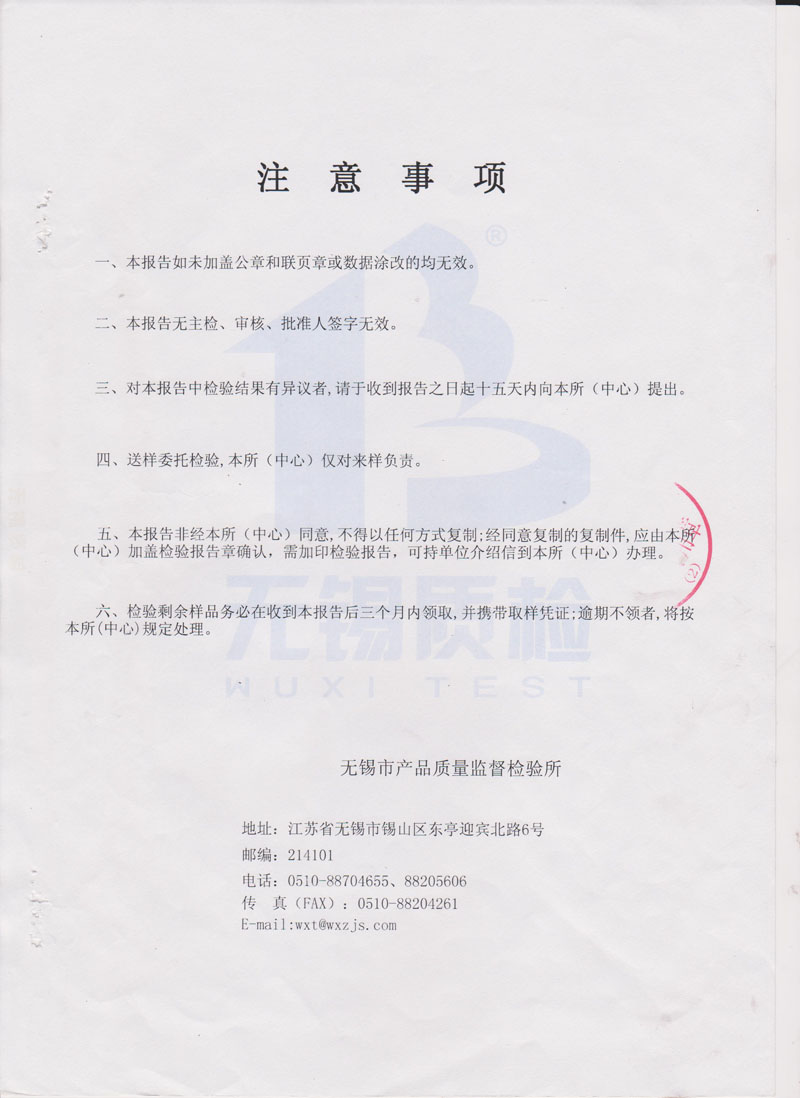 注意事项
®
一、本报告如未加盖公章和联页章或数据涂改的均无效。
二、本报告无主检、审核、批准人签字无效。
三、对本报告中检验结果有异议者,请于收到报告之日起十五天内向本所（中心）提出。
四、送样委托检验,本所（中心）仅对来样负责。
五、本报告非经本所（中心）同意,不得以任何方式复制;经同意复制的复制件,应由本所
（中心）加盖检验报告章确认，需加印检验报告，可持单位介绍信到本所（中心）办理。
(2)
六、检验剩余样品务必在收到本报告后三个月内领取,并携带取样凭证;逾期不领者,将按
本所(中心)规定处理。
无锡质检
WUXI TEST
无锡市产品质量监督检验所
地址：江苏省无锡市锡山区东亭迎宾北路6号
邮编：214101
电话：0510-88704655、88205606
传　真（FAX）：0510-88204261
E-mail:wxt@wxzjs.com